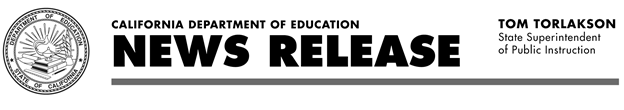 DEPARTMENT OF EDUCATION
STATE OF CALIFORNIA
CALIFORNIA DEPARTMENT OF EDUCATION
NEWS RELEASE
TOM TORLAKSON
State Superintendent
of Public Instruction